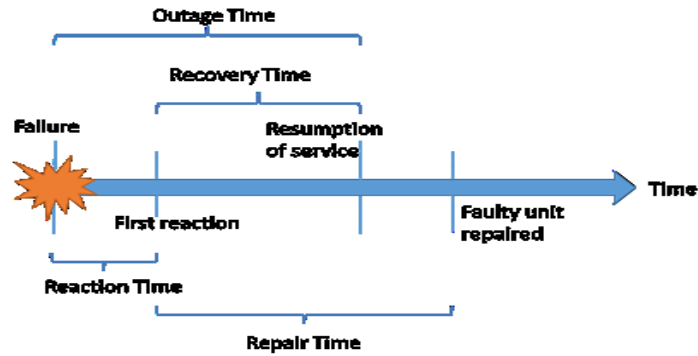 Outage Time
Recovery Time
Failure
Resumption
of service
Time
First reaction
Faulty unit
repaired
Reaction Time
Repair Time